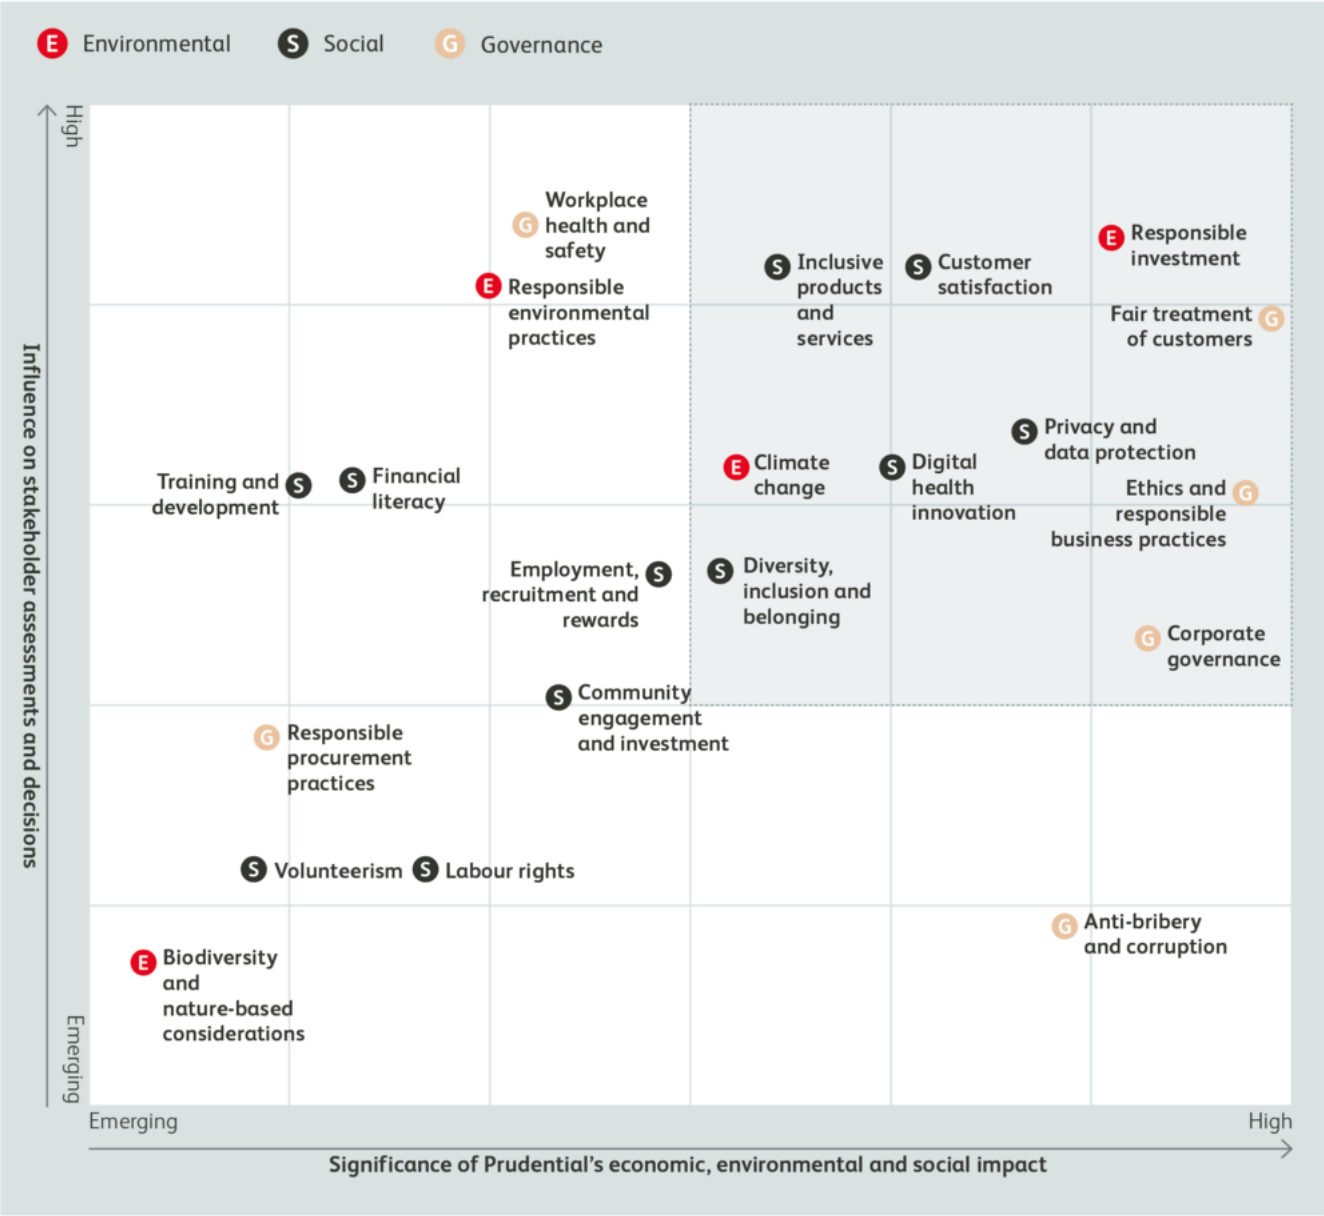 E Environmental S Social G Governance
High
Workplace
G health and
safety
E Responsible
environmental
practices
S Inclusive
products
and
services
S Customer
satisfaction
E Responsible
investment
Fair treatment G
of customers
S Privacy and
data protection
Training and S
development
S Financial
literacy
E Climate
change
S Digital
health
innovation
Ethics and G
responsible
business practices
Employment, S
recruitment and
rewards
S Diversity,
inclusion and
belonging
G Corporate
governance
S Community
engagement
and investment
G Responsible
procurement
practices
S Volunteerism
S Labour rights
G Anti-bribery
and corruption
E Biodiversity
and
nature-based
considerations
Influence on stakeholder assessments and decisions
Emerging
Emerging
High
Significance of Prudential's economic, environmental and social impact